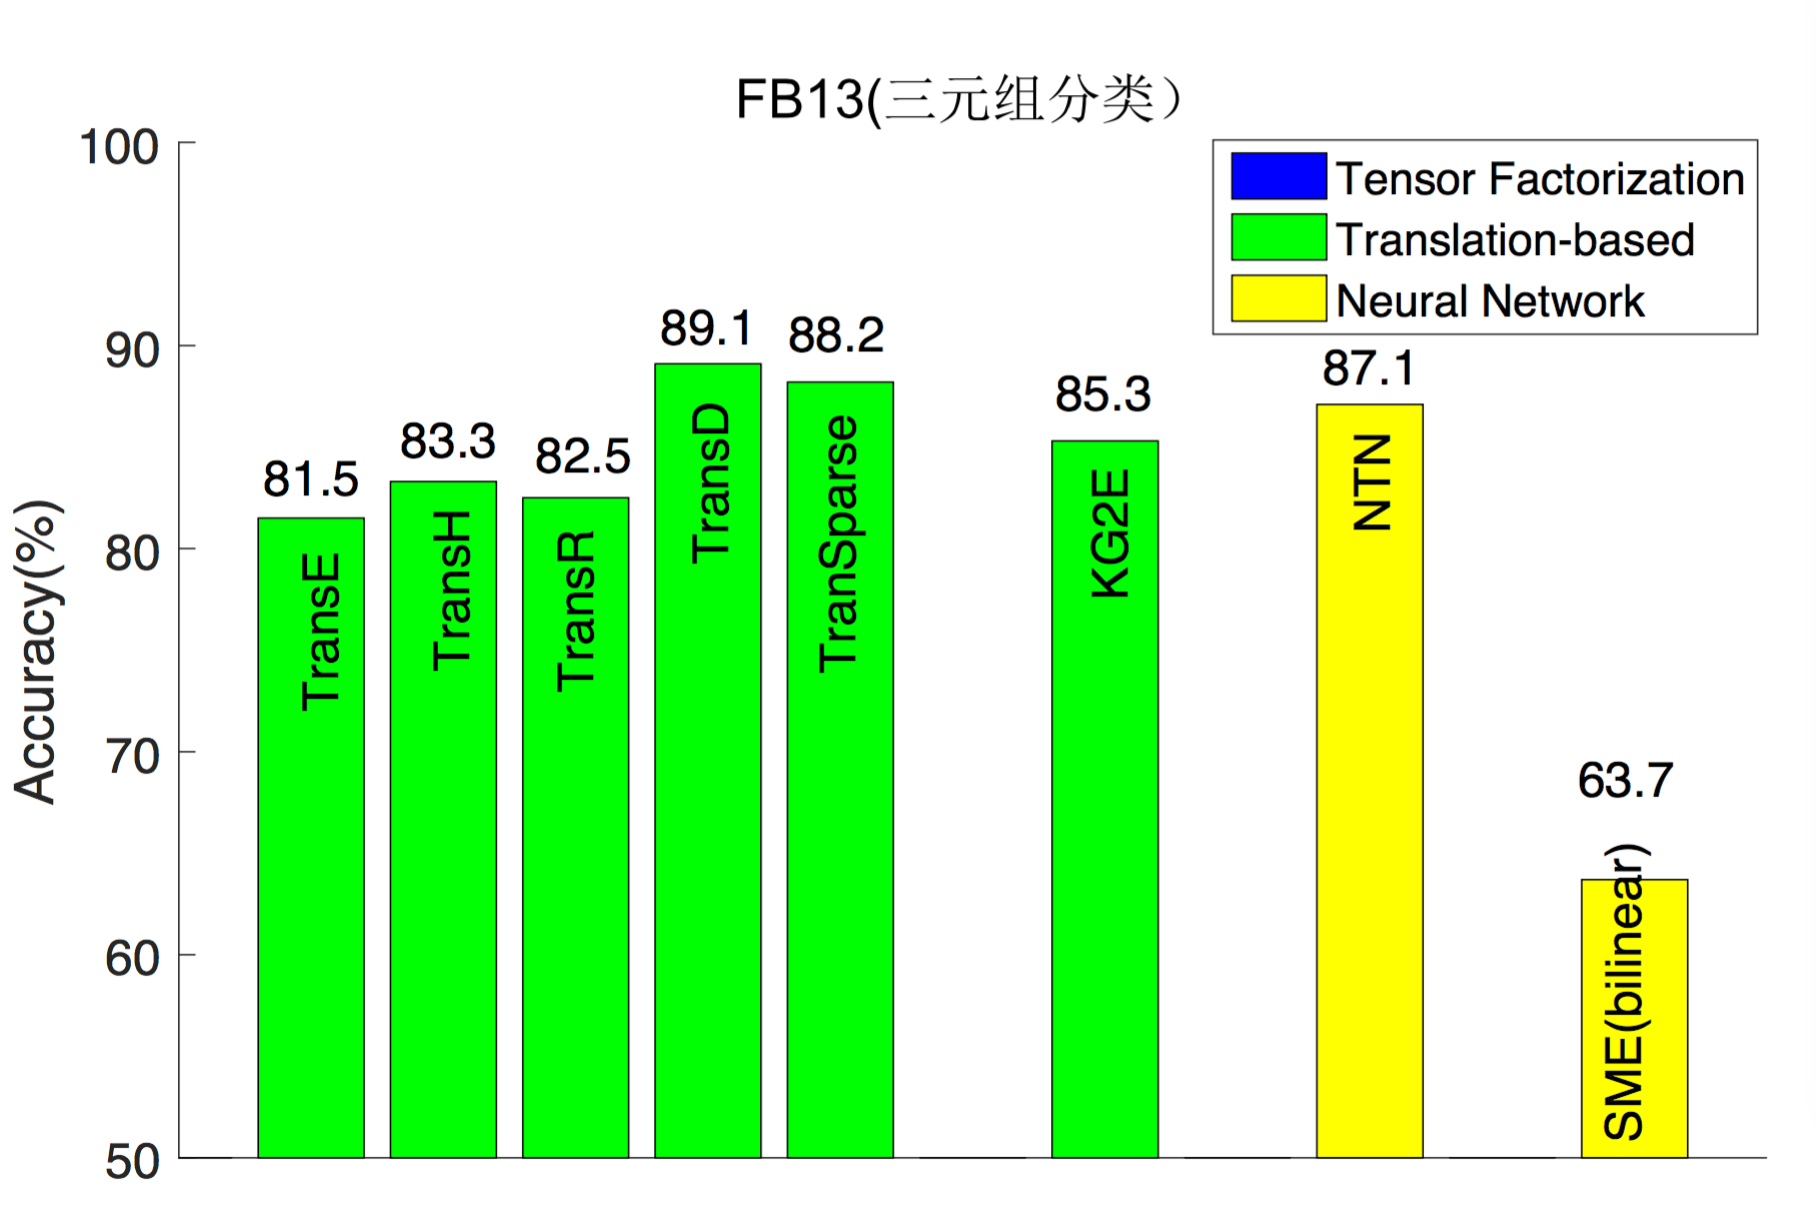 FB13(三元组分类）
Tensor Factorization
Translation-based
Neural Network
Accuracy(%)
100
90
80
70
60
50
81.5
83.3
82.5
89.1
88.2
85.3
87.1
63.7
TransE
TransH
TransR
TransD
TranSparse
KG2E
NTN
SME(bilinear)